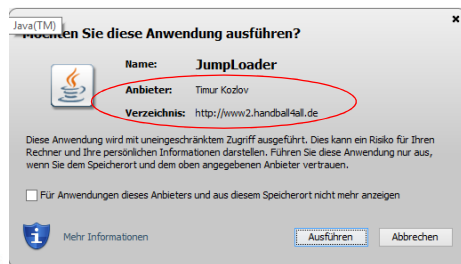 Java(TM)
Möchten Sie diese Anwendung ausführen?
Name: JumpLoader
Anbieter: Timur Kozlov
Verzeichnis: http://www2.handball4all.de
Diese Anwendung wird mit uneingeschränktem Zugriff ausgeführt. Dies kann ein Risiko für Ihren
Rechner und Ihre persönlichen Informationen darstellen. Führen Sie diese Anwendung nur aus,
wenn Sie dem Speicherort und dem oben angegebenen Anbieter vertrauen.
Für Anwendungen dieses Anbieters und aus diesem Speicherort nicht mehr anzeigen
Mehr Informationen
Ausführen Abbrechen